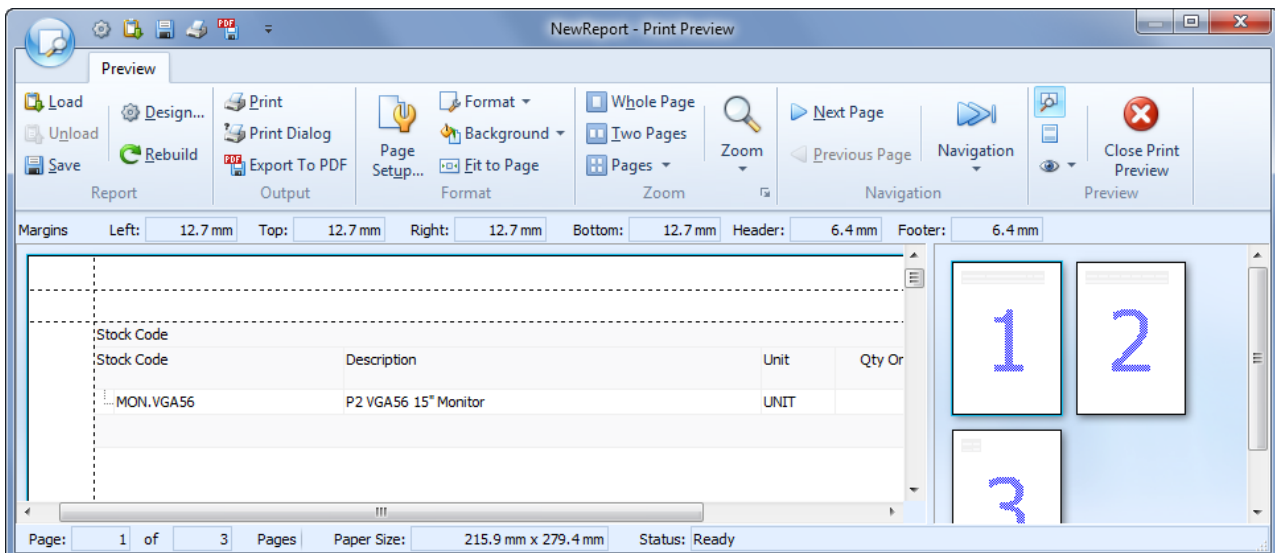 NewReport - Print Preview
X
PDF
Preview
Load
Unload
Save
Design...
Rebuild
Report
Print
Print Dialog
PDF Export To PDF
Output
Page Setup...
Format
Background
Fit to Page
Format
Whole Page
Two Pages
Pages
Zoom
Zoom
Next Page
Previous Page
Navigation
Navigation
Close Print
Preview
Preview
Margins Left: 12.7 mm Top: 12.7 mm Right: 12.7 mm Bottom: 12.7 mm Header: 6.4 mm Footer: 6.4 mm
Stock Code
Stock Code Description Unit Qty Or
MON.VGA56 P2 VGA56 15" Monitor UNIT
1 2
3
Page: 1 of 3 Pages Paper Size: 215.9 mm x 279.4 mm Status: Ready